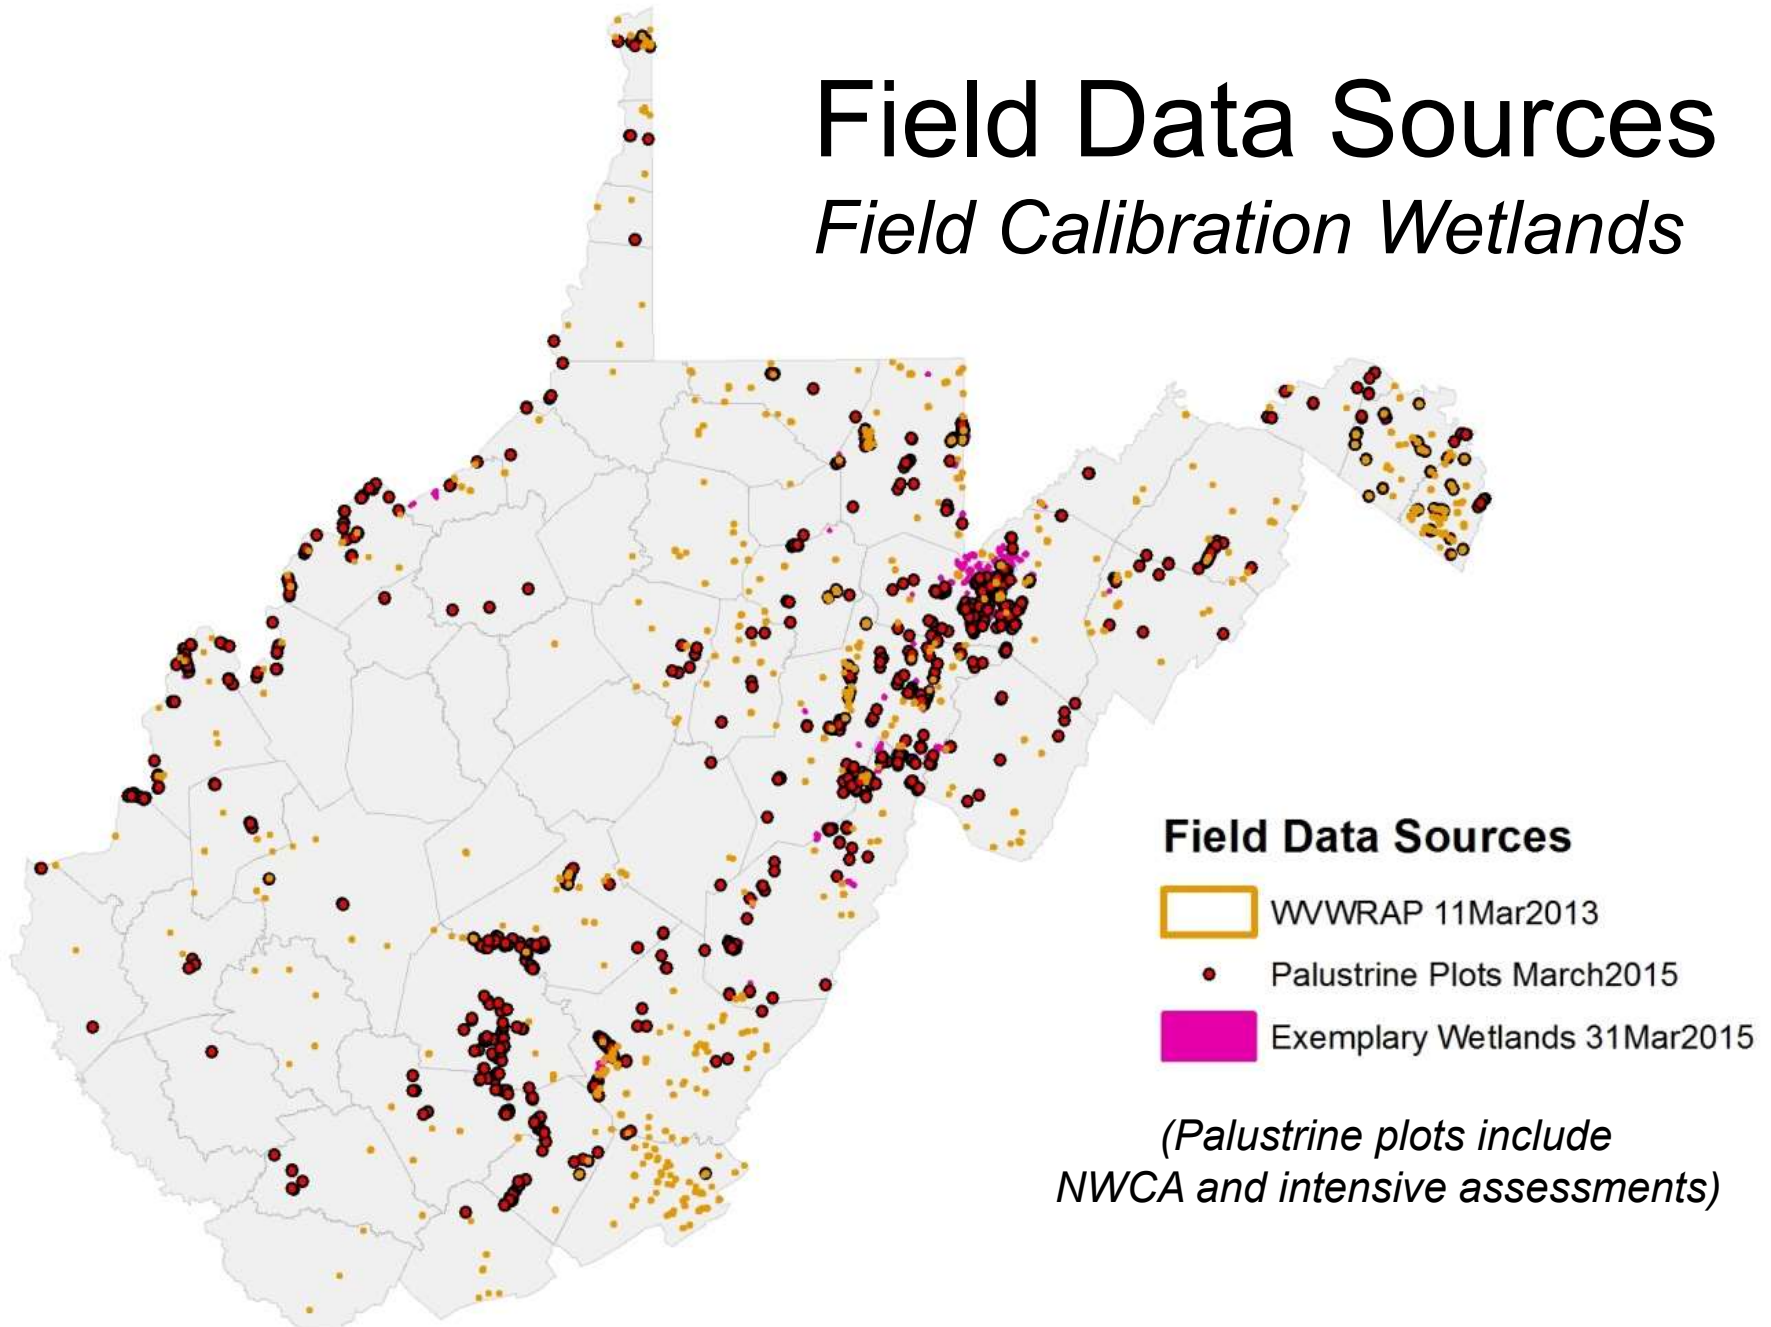 Field Data Sources
Field Calibration Wetlands
Field Data Sources
WVWRAP 11Mar2013
Palustrine Plots March2015
Exemplary Wetlands 31Mar2015
(Palustrine plots include
NWCA and intensive assessments)